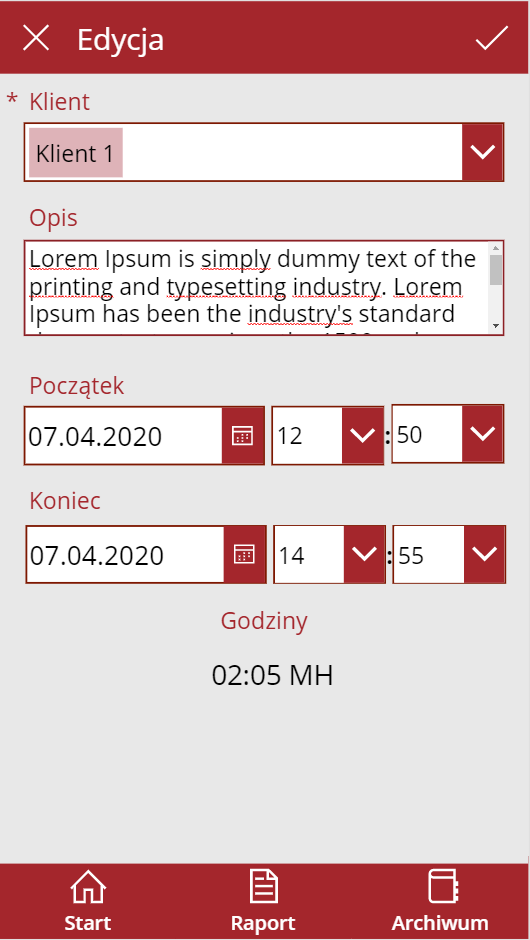 Edycja
* Klient
Klient 1
Opis
Lorem Ipsum is simply dummy text of the
printing and typesetting industry. Lorem
Ipsum has been the industry's standard
Początek
07.04.2020 12 : 50
Koniec
07.04.2020 14 : 55
Godziny
02:05 MH
Start Raport Archiwum